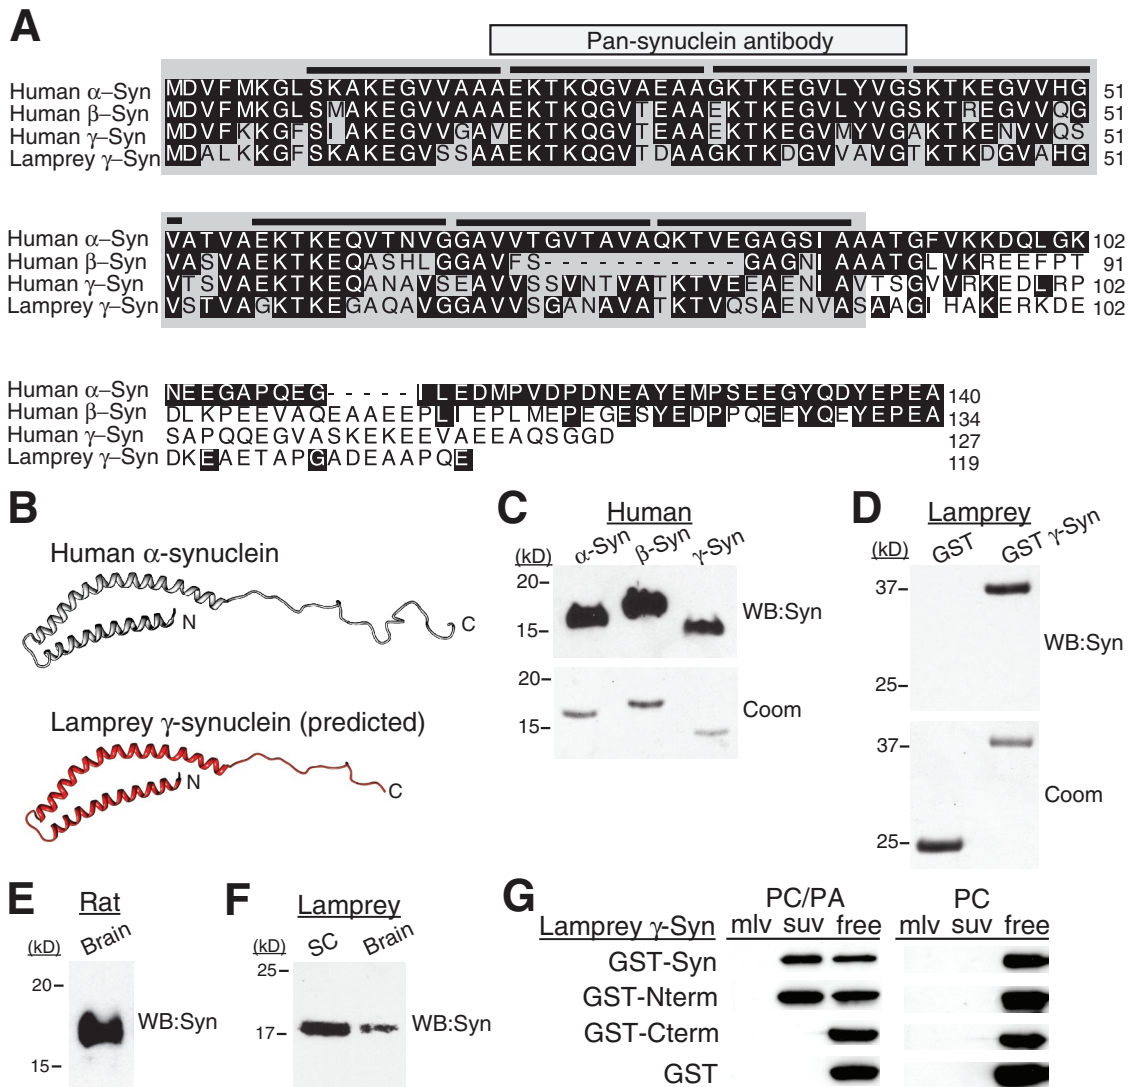 A
Pan-synuclein antibody
Human α–Syn MDVFMKGLSKAKEGVVAAAEKTKQGVAEAAGKTKEGVLYVGSKTKEGVVHG 51
Human β–Syn MDVFMKGLSMAKEGVVAAAEKTKQGVTEAAEKTKEGVLYVGSKTREGVVQG 51
Human γ–Syn MDVFKKGFSIAKEGVVGAVEKTKQGVTEAAEKTKEGVMYVGAKTKENVVQS 51
Lamprey γ–Syn MDALKKGFSKAKEGVSSAAEKTKQGVTDAAGKTKDGVVAVGTKTKDGVAHG 51
Human α–Syn VATVAEKTKEQVTNVGGAVVTGVTAVAQKTVEGAGSIAAATGFVKKDQLGK 102
Human β–Syn VASVAEKTKEQASHLGGAVFS-----------GAGNIAAATGLVKREEFPT 91
Human γ–Syn VTSVAEKTKEQANAVSEAVVSSVNTVATKTVEEAENIAVTSGVVRKEDLRP 102
Lamprey γ–Syn VSTVAGKTKEGAQAVGGAVVSGANAVATKTVQSAENVASAAGIHAKERKDE 102
Human α–Syn NEEGAPQEG-----ILEDMPVDPDNEAYEMPSEEGYQDYEPEA 140
Human β–Syn DLKPEEVAQEAAEEPLIEPLMEPEGESYEDPPQEEYQEYEPEA 134
Human γ–Syn SAPQQEGVASKEKEEVAEEAQSGGD 127
Lamprey γ–Syn DKEAETAPGADEAAPQE 119
B
Human α-synuclein
N
C
Lamprey γ-synuclein (predicted)
N
C
C
Human
(kD) α-Syn β-Syn γ-Syn
20–
15–
WB:Syn
20–
15–
Coom
D
Lamprey
(kD) GST GST γ-Syn
37–
WB:Syn
25–
37–
Coom
25–
E
Rat
(kD) Brain
20–
WB:Syn
15–
F
Lamprey
(kD) SC Brain
25–
17–
WB:Syn
G
PC/PA PC
Lamprey γ-Syn mlv suv free mlv suv free
GST-Syn
GST-Nterm
GST-Cterm
GST